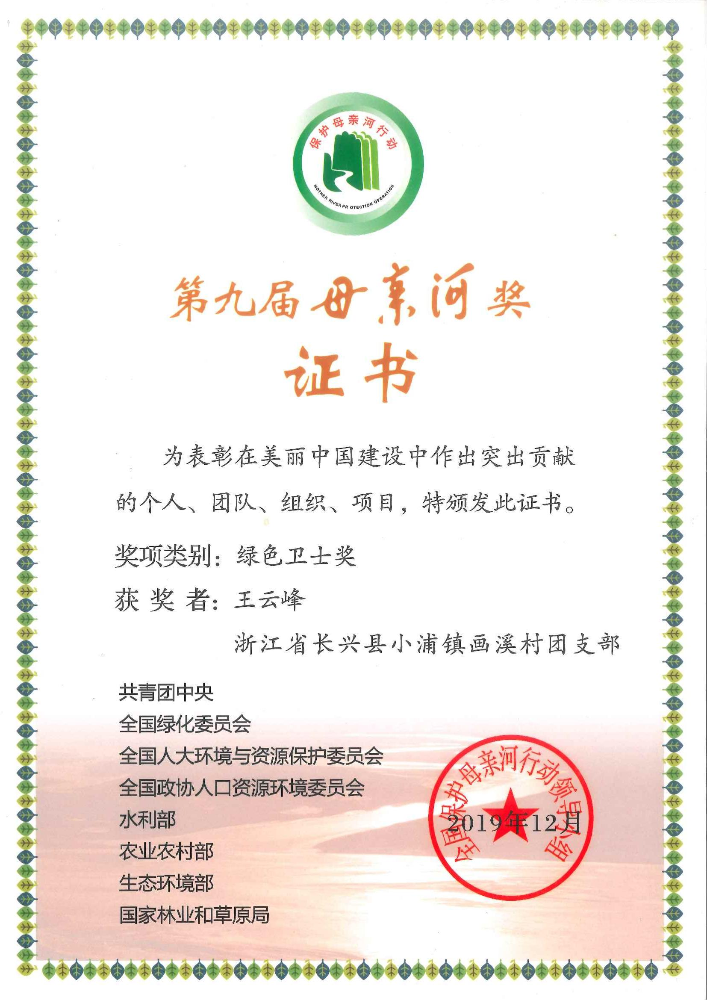 保护母亲河行动
MOTHER RIVER PR OTECTION OPERATION
第九届母亲河奖
证书
为表彰在美丽中国建设中作出突出贡献
的个人、团队、组织、项目，特颁发此证书。
奖项类别：绿色卫士奖
获奖者：王云峰
浙江省长兴县小浦镇画溪村团支部
共青团中央
全国绿化委员会
全国人大环境与资源保护委员会
全国政协人口资源环境委员会
水利部
农业农村部
生态环境部
国家林业和草原局
全国保护母亲河行动领导小组
2019年12月